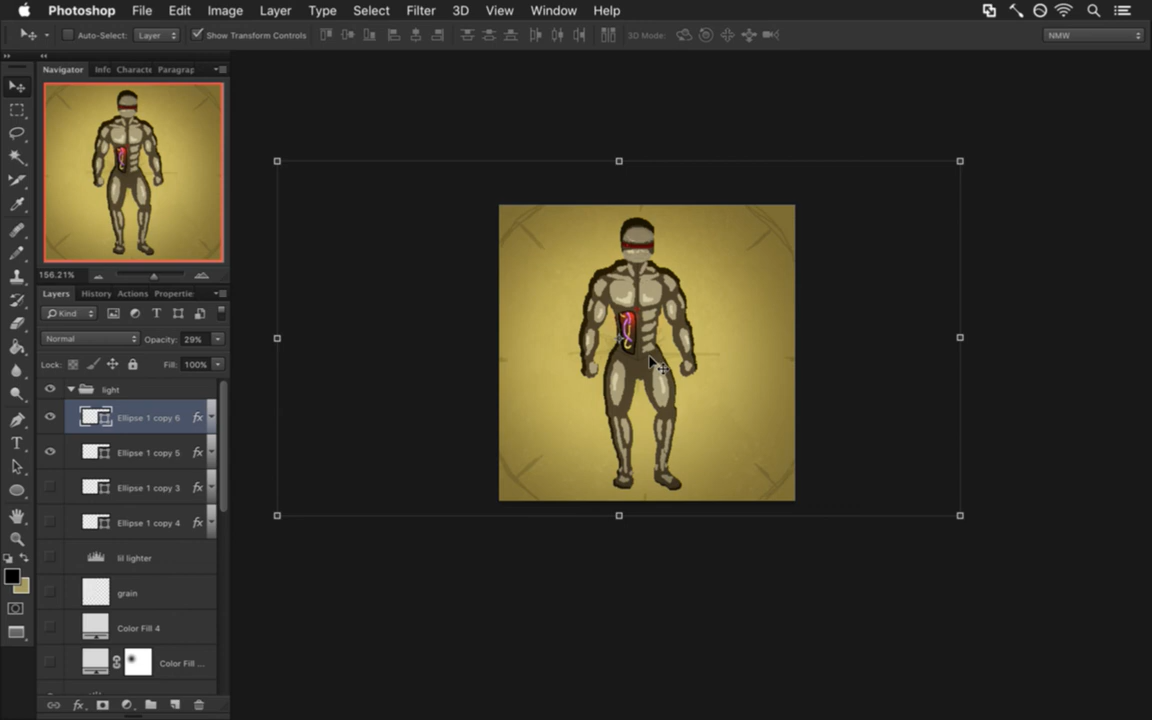 Photoshop File Edit Image Layer Type Select Filter 3D View Window Help
Auto-Select: Layer Show Transform Controls 3D Mode: NMW
Navigator Info Characte Paragrap
156.21%
Layers History Actions Propertie
Kind
Normal Opacity: 29%
Lock: Fill: 100%
light
Ellipse 1 copy 6 fx
Ellipse 1 copy 5 fx
Ellipse 1 copy 3 fx
Ellipse 1 copy 4 fx
lil lighter
grain
Color Fill 4
Color Fill ...
fx